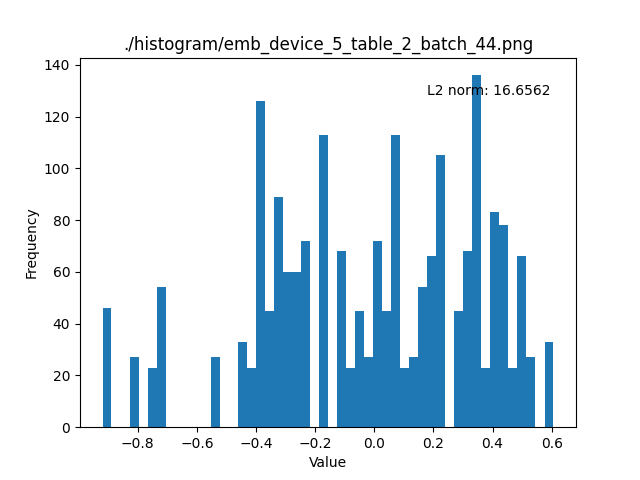 ./histogram/emb_device_5_table_2_batch_44.png
L2 norm: 16.6562
Frequency
140
120
100
80
60
40
20
0
−0.8 −0.6 −0.4 −0.2 0.0 0.2 0.4 0.6
Value